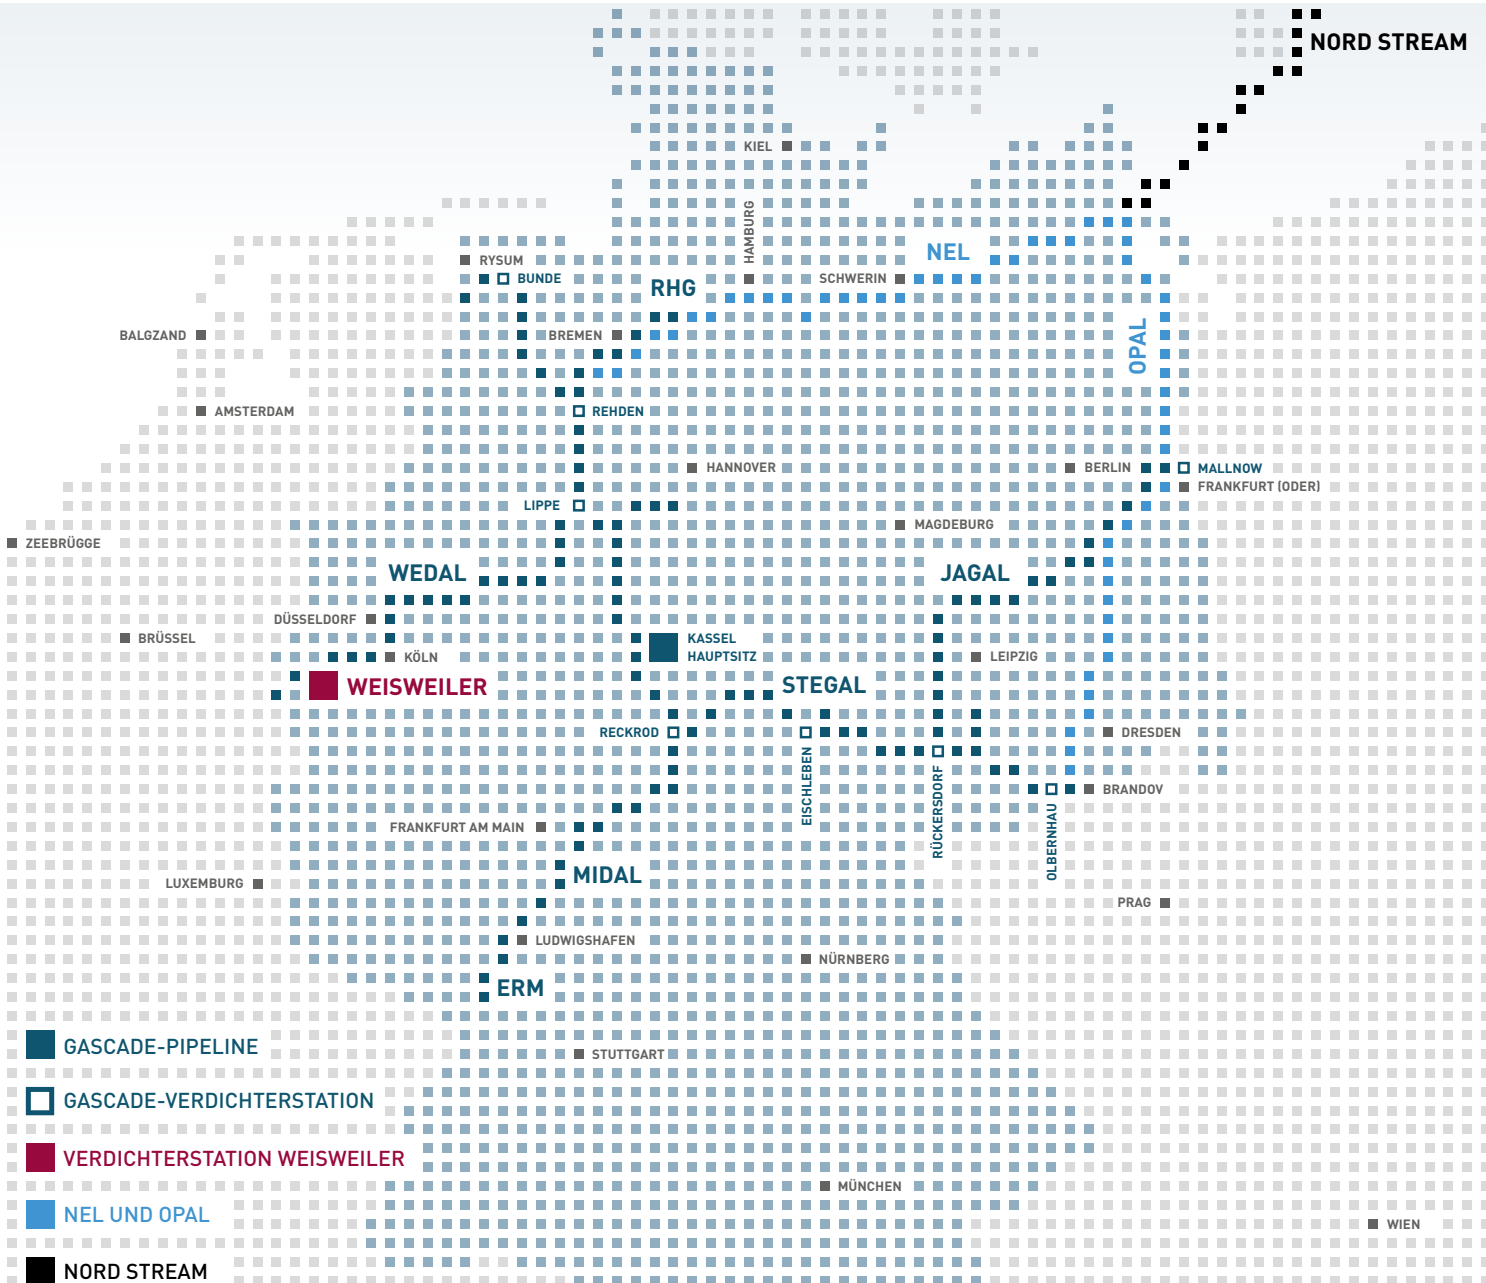 NORD STREAM
KIEL
HAMBURG
NEL
RYSUM
BUNDE
SCHWERIN
RHG
BALGZAND
BREMEN
OPAL
AMSTERDAM
REHDEN
HANNOVER
BERLIN
MALLNOW
FRANKFURT (ODER)
LIPPE
MAGDEBURG
ZEEBRÜGGE
WEDAL
JAGAL
DÜSSELDORF
BRÜSSEL
KASSEL
HAUPTSITZ
KÖLN
LEIPZIG
WEISWEILER
STEGAL
RECKROD
DRESDEN
EISCHLEBEN
RÜCKERSDORF
BRANDOV
OLBERNHAU
FRANKFURT AM MAIN
MIDAL
LUXEMBURG
PRAG
LUDWIGSHAFEN
NÜRNBERG
ERM
GASCADE-PIPELINE
STUTTGART
GASCADE-VERDICHTERSTATION
VERDICHTERSTATION WEISWEILER
MÜNCHEN
NEL UND OPAL
WIEN
NORD STREAM